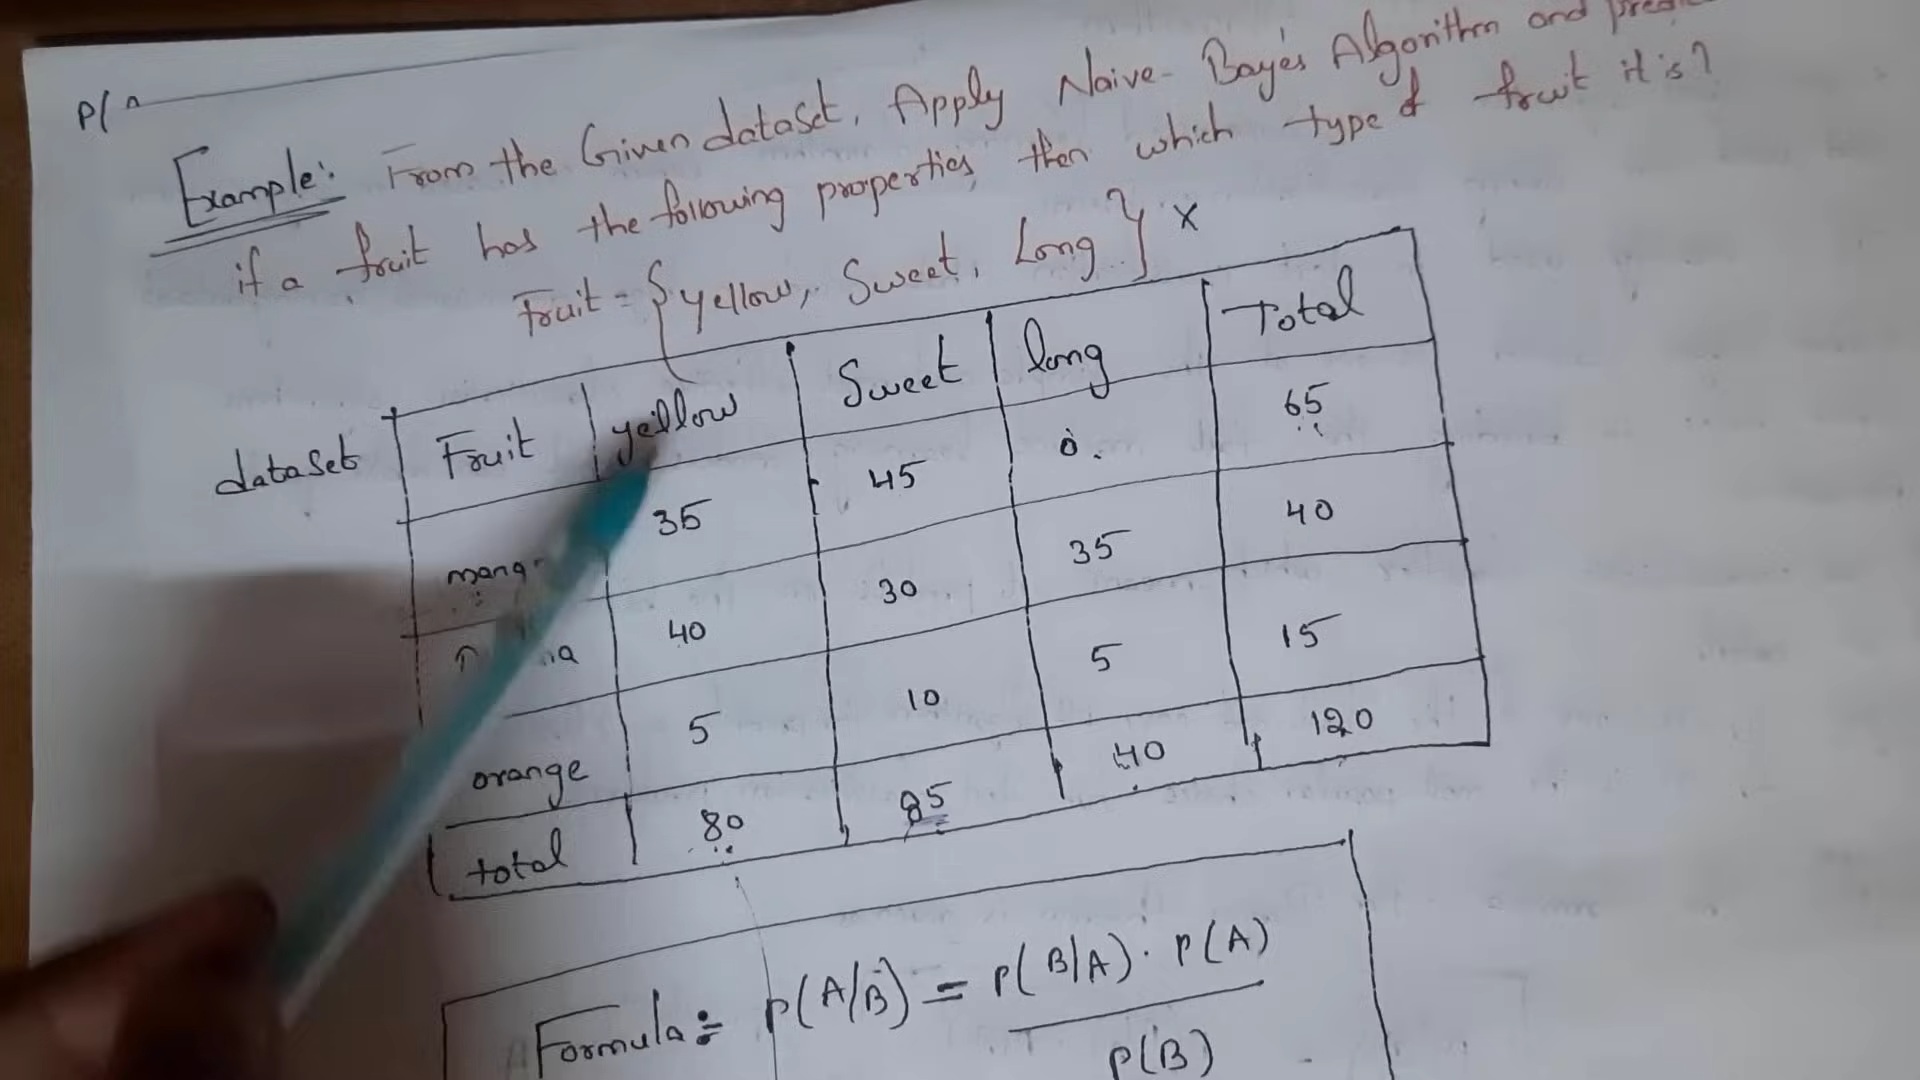 P(
Example: From the Given dataset, Apply Naive-Baye's Algorithm and
if a fruit has the following properties then which type of fruit it is?
Fruit = {yellow, Sweet, Long} X
dataset
Fruit yellow Sweet long Total
35 45 0 65
40 30 35 40
orange 5 10 5 15
total 80 85 40 120
Formula: P(A/B) = P(B/A) . P(A)
P(B)